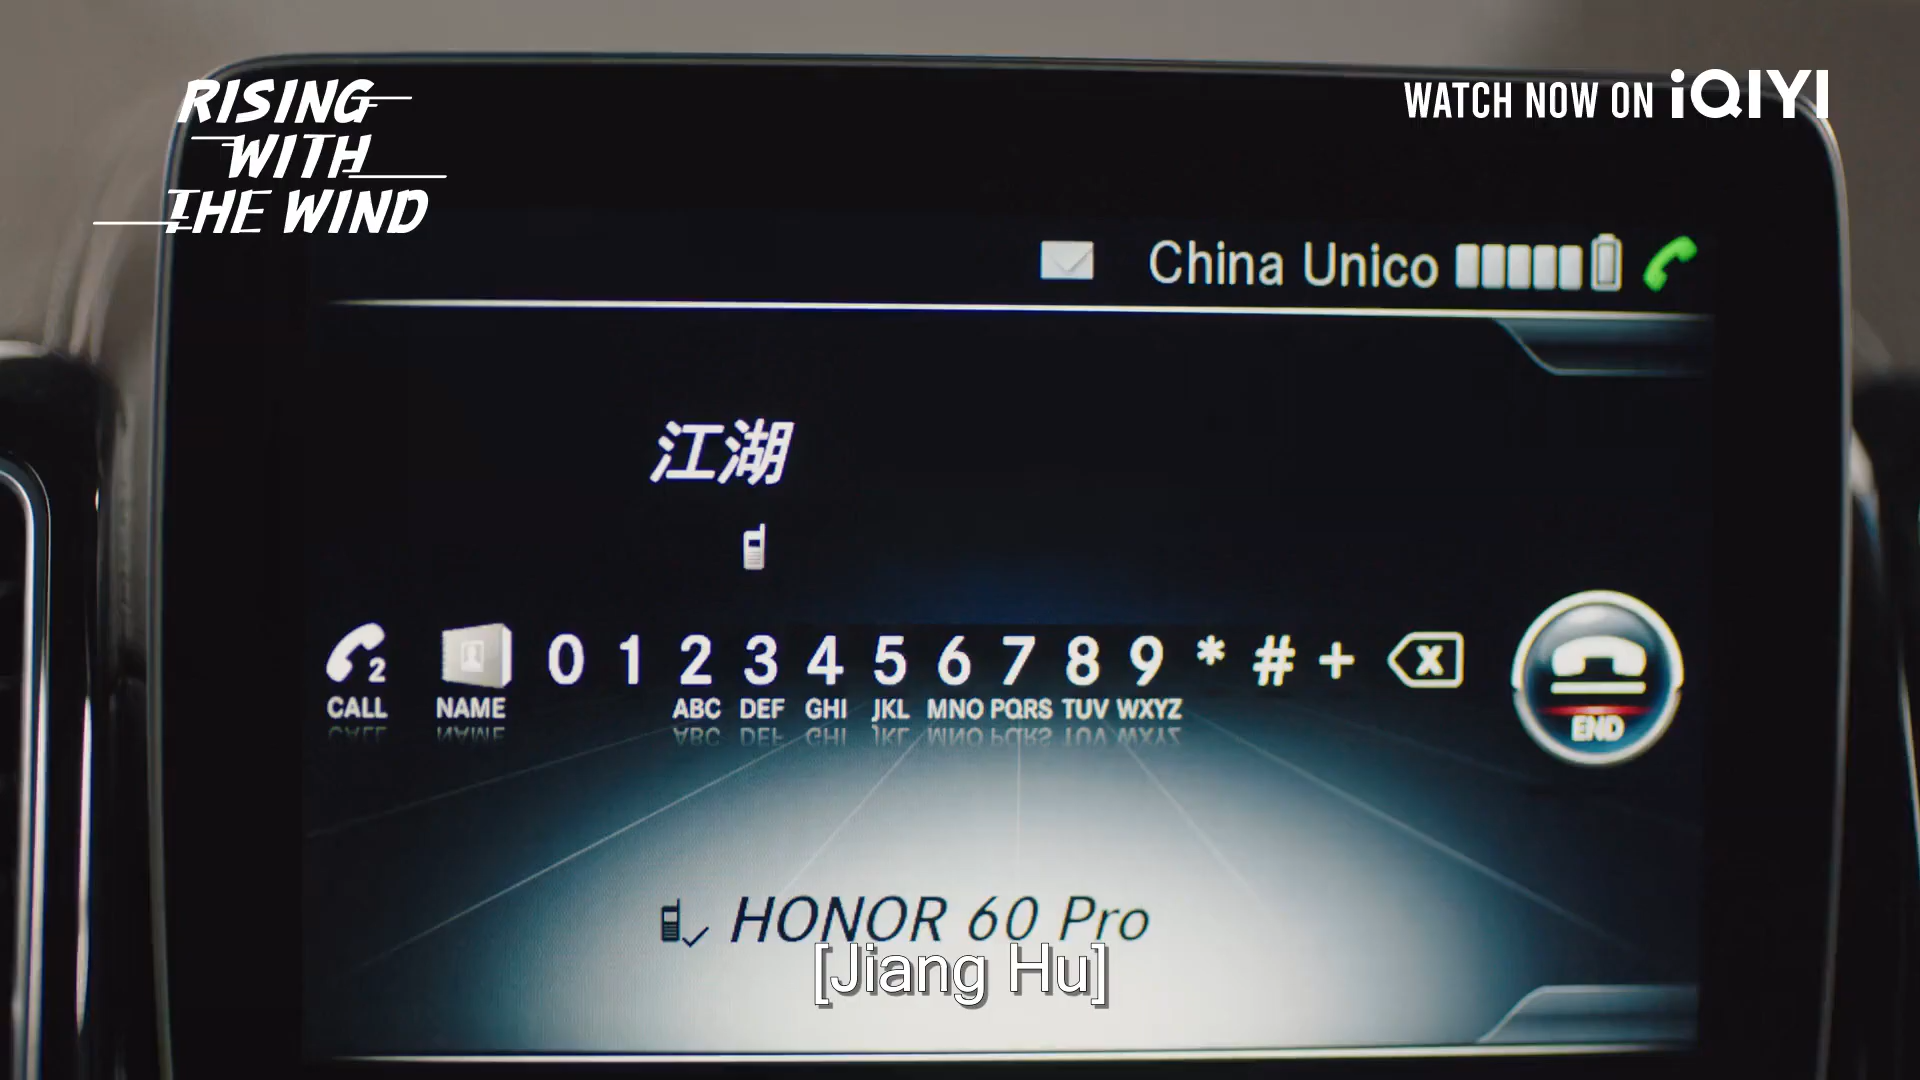 RISING
WITH
THE WIND
WATCH NOW ON iQIYI
China Unico
江湖
2
CALL
NAME
0 1 2 3 4 5 6 7 8 9 * # + X
ABC DEF GHI JKL MNO PQRS TUV WXYZ
END
HONOR 60 Pro
[Jiang Hu]